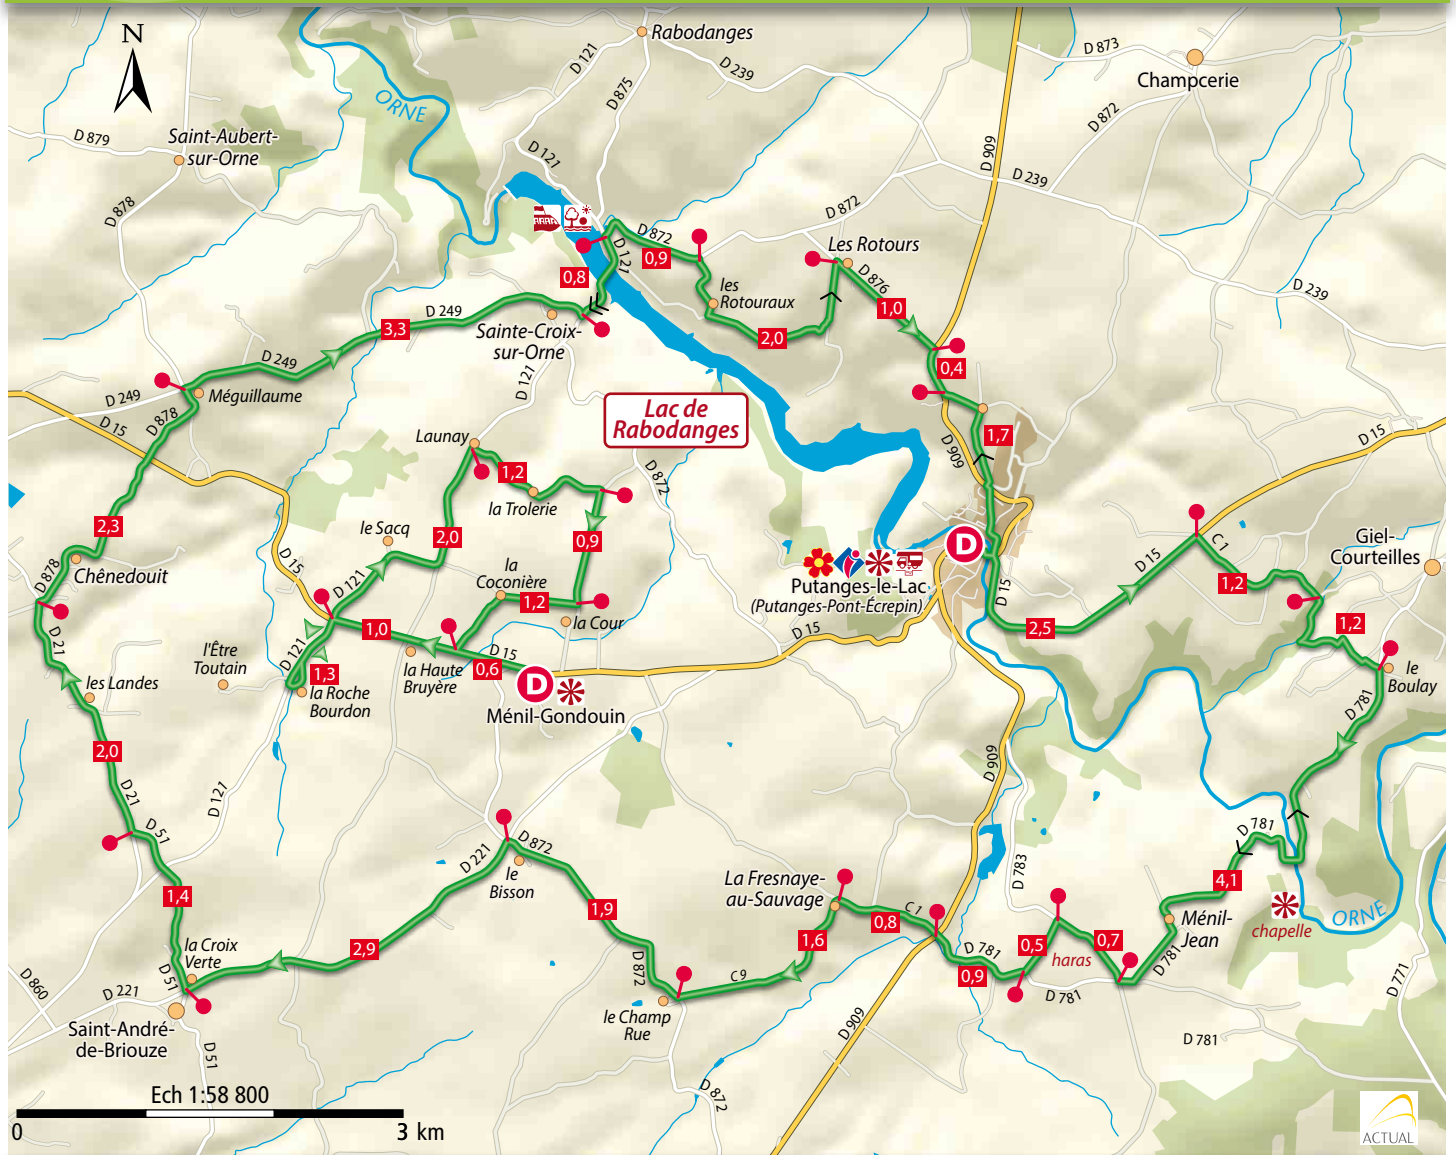 N
Rabodanges
D 121
D 875
D 239
D 873
Champcerie
D 872
ORNE
D 879
Saint-Aubert-
sur-Orne
D 121
D 909
D 239
D 878
D 872
Les Rotours
D 872
0,9
D 121
D 876
0,8
les
Rotouraux
1,0
D 239
D 249
3,3
Sainte-Croix-
sur-Orne
2,0
0,4
D 249
D 121
Méguillaume
D 249
D 15
D 878
Lac de
Rabodanges
Launay
1,7
D 909
D 15
1,2
D 872
la Trolerie
2,3
le Sacq
2,0
0,9
D
C 1
Giel-
Courteilles
D 15
D 878
Chênedouit
D 15
D 121
la
Coconière
1,2
Putanges-le-Lac
(Putanges-Pont-Écrepin)
D 15
1,2
la Cour
1,0
D 15
2,5
1,2
D 21
l'Être
Toutain
D 121
1,3
la Haute
Bruyère
D 15
0,6
D
le
Boulay
les Landes
la Roche
Bourdon
Ménil-Gondouin
D 781
2,0
D 909
D 21
D 121
D 51
D 872
D 221
le
Bisson
D 781
D 783
1,4
La Fresnaye-
au-Sauvage
4,1
1,9
C 1
0,8
chapelle
ORNE
Ménil-
Jean
la Croix
Verte
2,9
1,6
D 781
0,5
0,7
haras
D 51
D 872
C 9
0,9
D 781
D 781
D 771
D 860
D 221
Saint-André-
de-Briouze
le Champ
Rue
D 909
D 781
D 51
D 872
Ech 1:58 800
0
3 km
ACTUAL